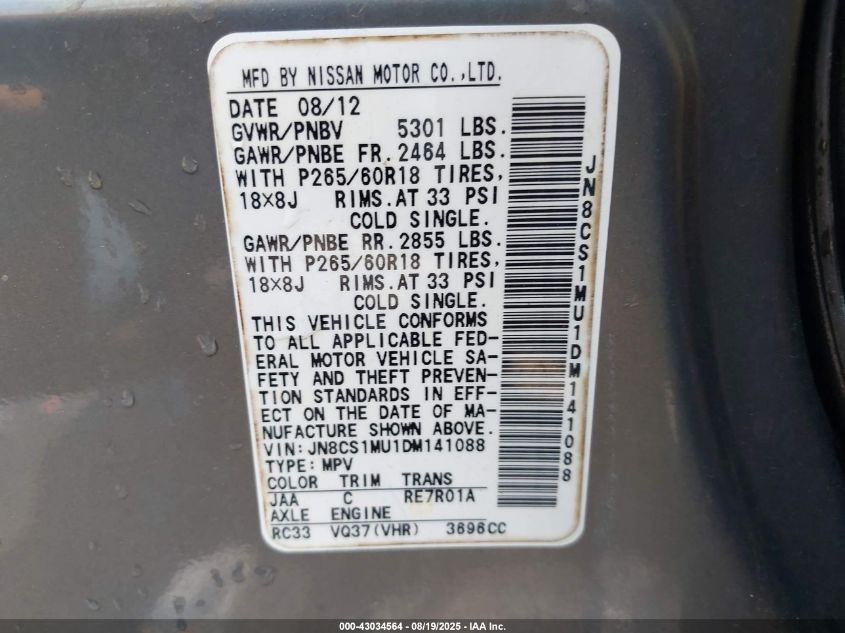 MFD BY NISSAN MOTOR CO.,LTD.
DATE 08/12
GVWR/PNBV 5301 LBS.
GAWR/PNBE FR. 2464 LBS.
WITH P265/60R18 TIRES,
18×8J RIMS.AT 33 PSI
COLD SINGLE.
GAWR/PNBE RR. 2855 LBS.
WITH P265/60R18 TIRES,
18×8J RIMS.AT 33 PSI
COLD SINGLE.
THIS VEHICLE CONFORMS
TO ALL APPLICABLE FED-
ERAL MOTOR VEHICLE SA-
FETY AND THEFT PREVEN-
TION STANDARDS IN EFF-
ECT ON THE DATE OF MA-
NUFACTURE SHOWN ABOVE.
VIN: JN8CS1MU1DM141088
TYPE: MPV
COLOR TRIM TRANS
JAA C RE7R01A
AXLE ENGINE
RC33 VQ37(VHR) 3696CC
JN8CS1MU1DM141088
000-43034564 - 08/19/2025 - IAA Inc.